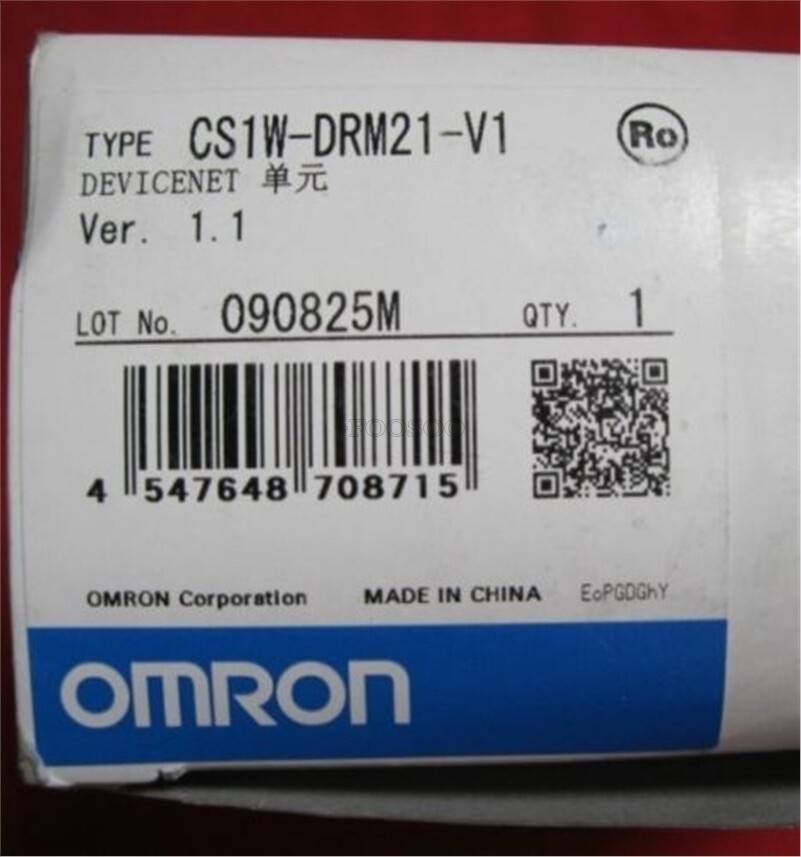 TYPE CS1W-DRM21-V1
Ro
DEVICENET 单元
Ver. 1.1
LOT No. 090825M QTY. 1
FOOSOO
4 547648 708715
OMRON Corporation MADE IN CHINA EoPGDGhY
OMRON